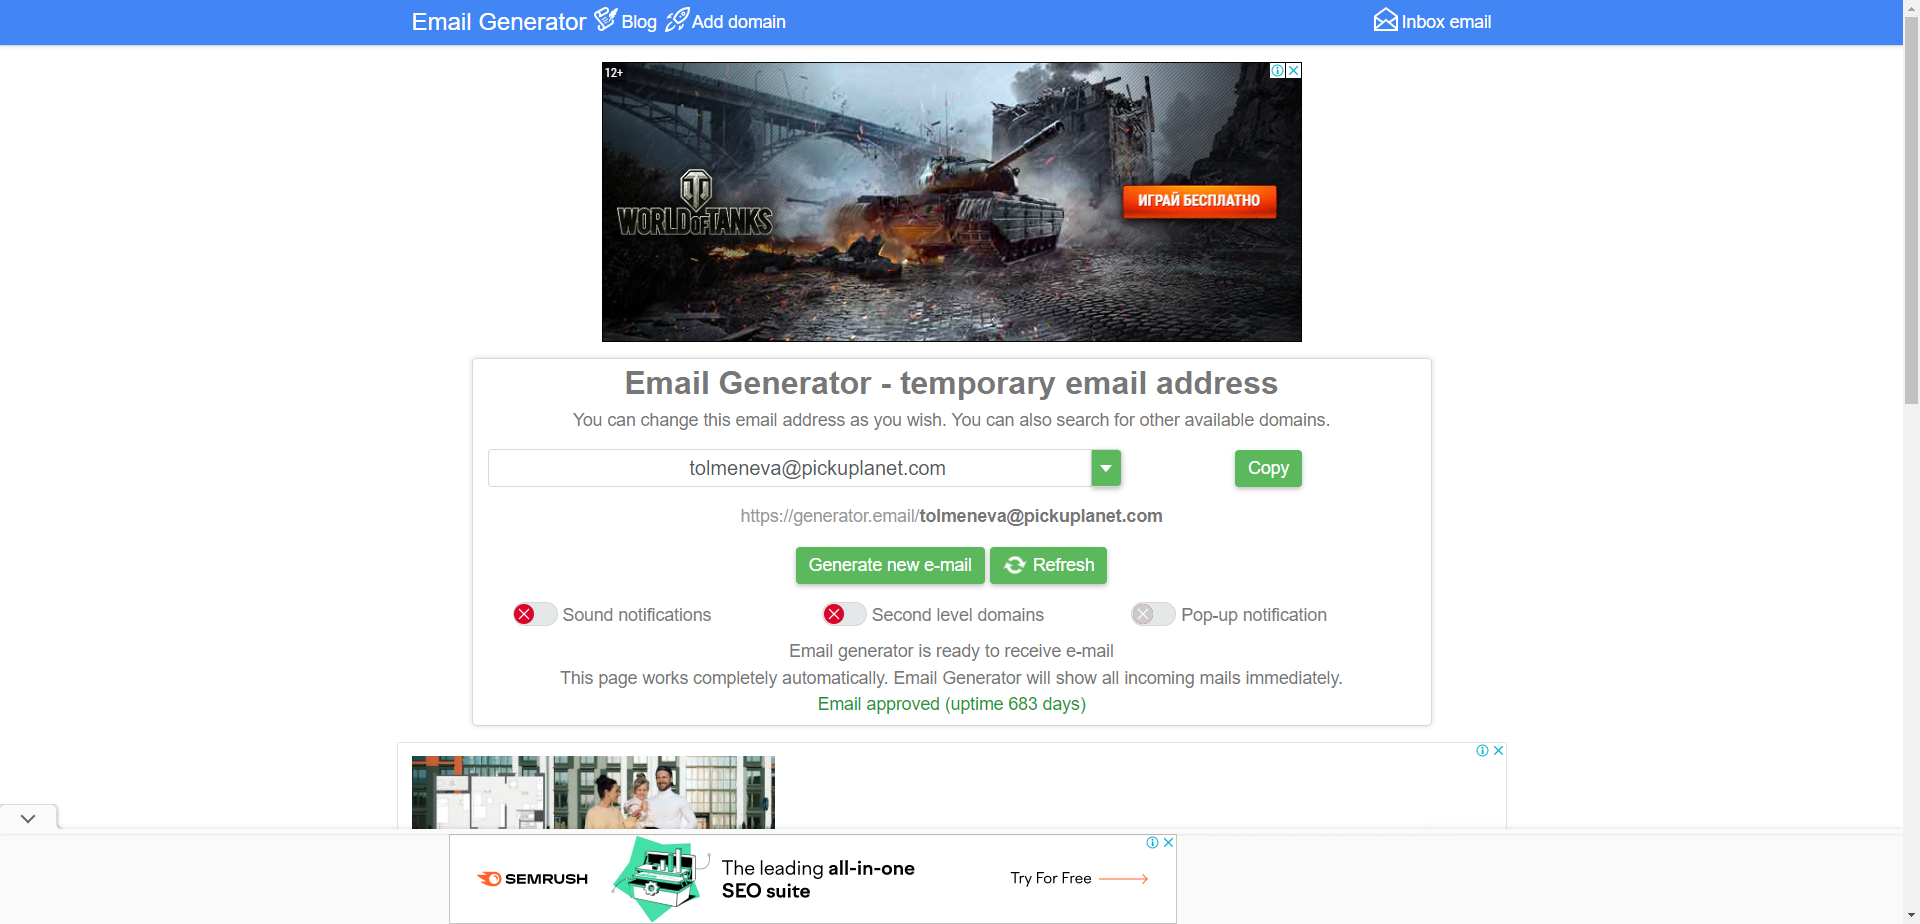 Email Generator Blog Add domain Inbox email
12+
WORLD OF TANKS
ИГРАЙ БЕСПЛАТНО
Email Generator - temporary email address
You can change this email address as you wish. You can also search for other available domains.
tolmeneva@pickuplanet.com Copy
https://generator.email/tolmeneva@pickuplanet.com
Generate new e-mail Refresh
Sound notifications Second level domains Pop-up notification
Email generator is ready to receive e-mail
This page works completely automatically. Email Generator will show all incoming mails immediately.
Email approved (uptime 683 days)
SEMRUSH
The leading all-in-one
SEO suite
Try For Free